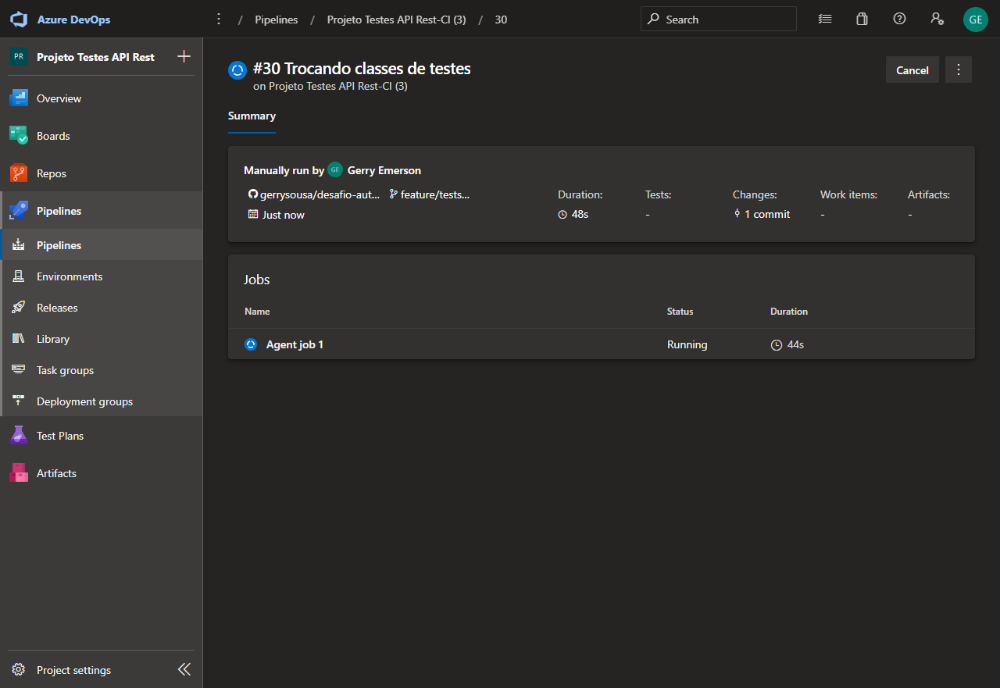 Azure DevOps
/ Pipelines / Projeto Testes API Rest-CI (3) / 30
Search
GE
PR Projeto Testes API Rest
Overview
Boards
Repos
Pipelines
Pipelines
Environments
Releases
Library
Task groups
Deployment groups
Test Plans
Artifacts
Project settings
#30 Trocando classes de testes
on Projeto Testes API Rest-CI (3)
Cancel
Summary
Manually run by GE Gerry Emerson
gerrysousa/desafio-aut... feature/tests...
Just now
Duration: Tests: Changes: Work items: Artifacts:
48s - 1 commit - -
Jobs
Name Status Duration
Agent job 1 Running 44s